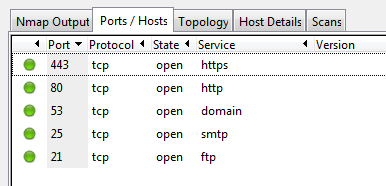 Nmap Output Ports / Hosts Topology Host Details Scans
Port Protocol State Service Version
443 tcp open https
80 tcp open http
53 tcp open domain
25 tcp open smtp
21 tcp open ftp